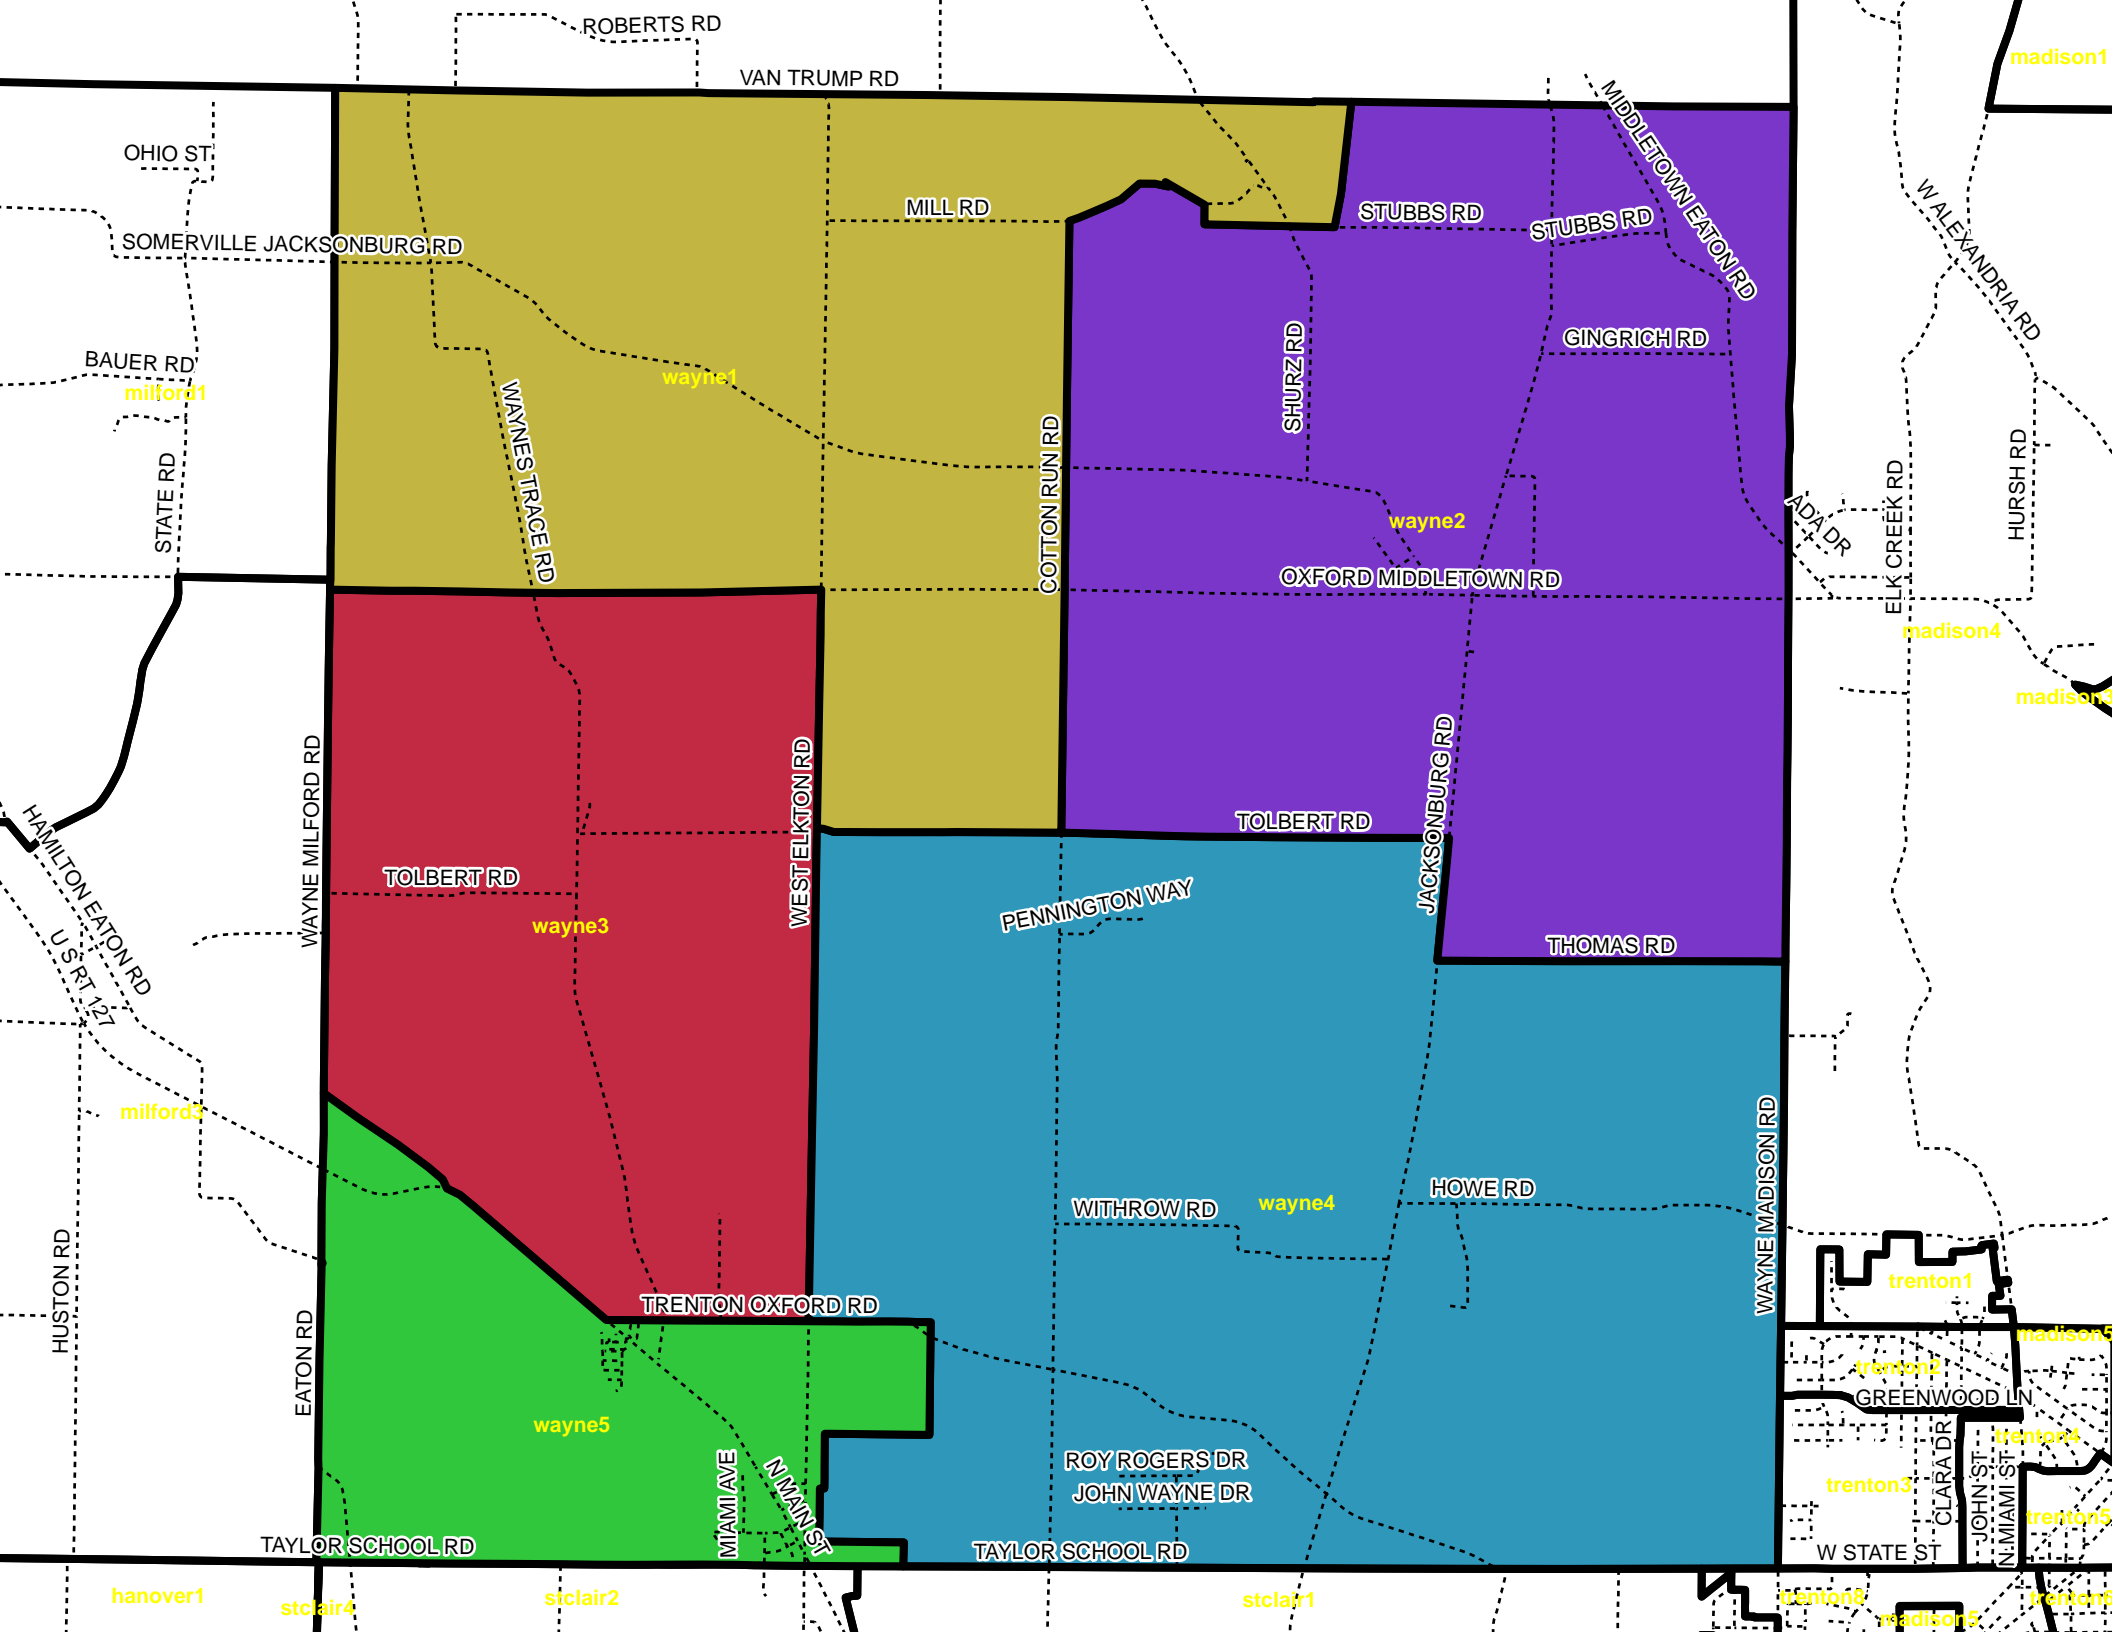 ROBERTS RD
madison1
VAN TRUMP RD
MIDDLETOWN EATON RD
OHIO ST
MILL RD
STUBBS RD
STUBBS RD
W ALEXANDRIA RD
SOMERVILLE JACKSONBURG RD
GINGRICH RD
BAUER RD
SHURZ RD
wayne1
milford1
WAYNES TRACE RD
COTTON RUN RD
HURSH RD
STATE RD
ELK CREEK RD
wayne2
ADA DR
OXFORD MIDDLETOWN RD
madison4
madison3
WAYNE MILFORD RD
WEST ELKTON RD
JACKSONBURG RD
TOLBERT RD
HAMILTON EATON RD
TOLBERT RD
PENNINGTON WAY
wayne3
THOMAS RD
U S RT 127
milford3
WAYNE MADISON RD
HOWE RD
wayne4
WITHROW RD
HUSTON RD
trenton1
TRENTON OXFORD RD
madison5
EATON RD
trenton2
GREENWOOD LN
wayne5
CLARA DR
trenton4
ROY ROGERS DR
MIAMI AVE
N MAIN ST
JOHN ST
N MIAMI ST
trenton3
JOHN WAYNE DR
trenton5
TAYLOR SCHOOL RD
TAYLOR SCHOOL RD
W STATE ST
hanover1
stclair4
stclair2
stclair1
trenton8
trenton6
madison5